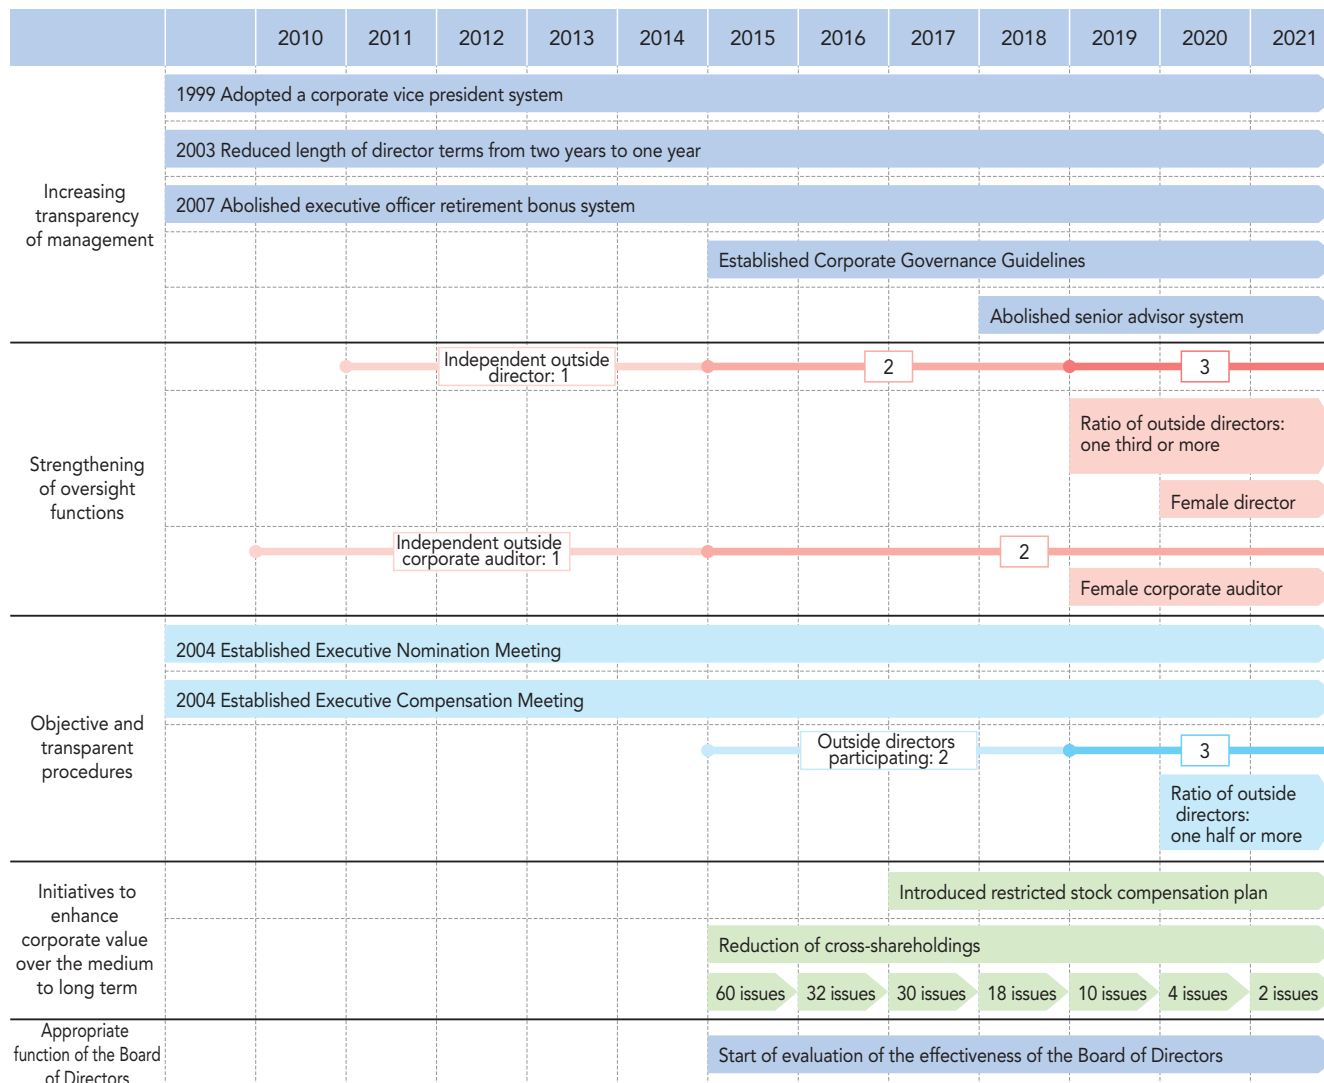 2010 2011 2012 2013 2014 2015 2016 2017 2018 2019 2020 2021
Increasing
transparency
of management
1999 Adopted a corporate vice president system
2003 Reduced length of director terms from two years to one year
2007 Abolished executive officer retirement bonus system
Established Corporate Governance Guidelines
Abolished senior advisor system
Strengthening
of oversight
functions
Independent outside
director: 1
2
3
Ratio of outside directors:
one third or more
Female director
Independent outside
corporate auditor: 1
2
Female corporate auditor
Objective and
transparent
procedures
2004 Established Executive Nomination Meeting
2004 Established Executive Compensation Meeting
Outside directors
participating: 2
3
Ratio of outside
directors:
one half or more
Initiatives to
enhance
corporate value
over the medium
to long term
Introduced restricted stock compensation plan
Reduction of cross-shareholdings
60 issues 32 issues 30 issues 18 issues 10 issues 4 issues 2 issues
Appropriate
function of the Board
of Directors
Start of evaluation of the effectiveness of the Board of Directors